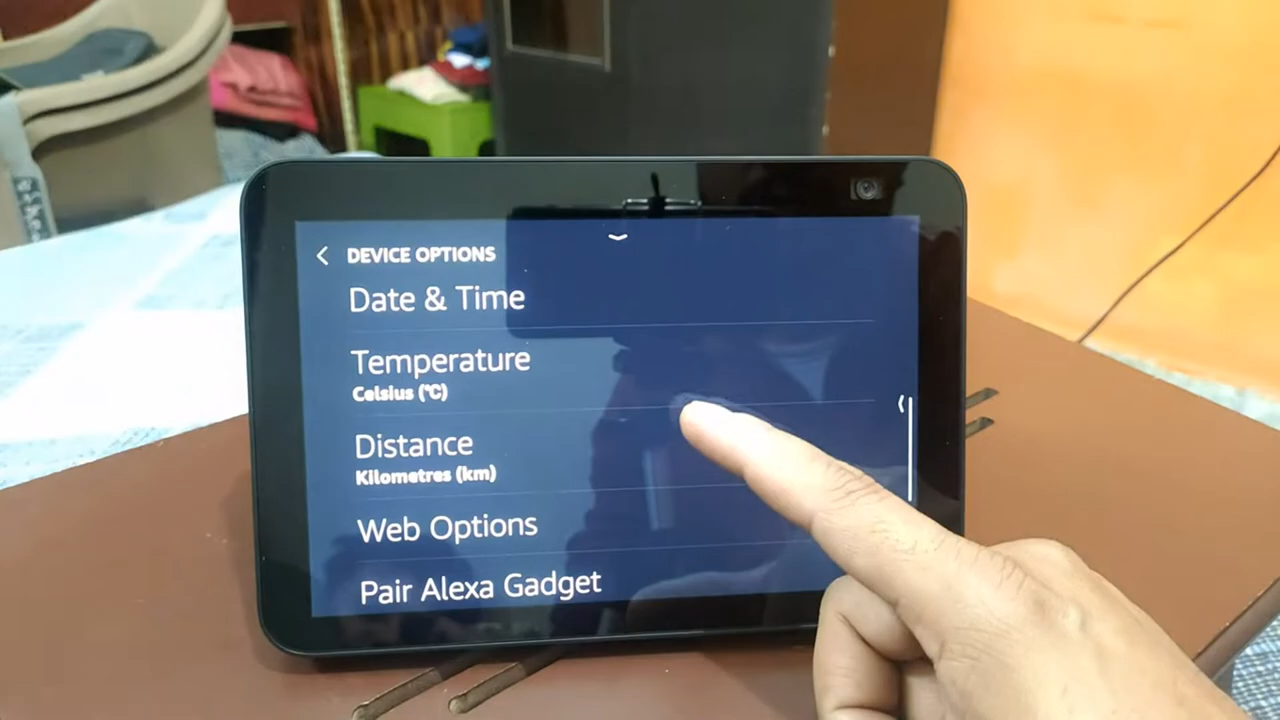 DEVICE OPTIONS
Date & Time
Temperature
Celsius (℃)
Distance
Kilometres (km)
Web Options
Pair Alexa Gadget